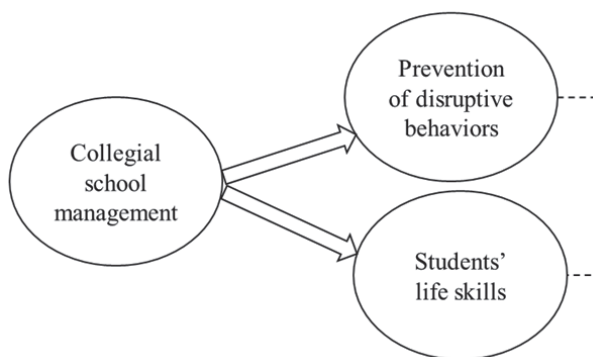 Collegial
school
management
Prevention
of disruptive
behaviors
Students’
life skills